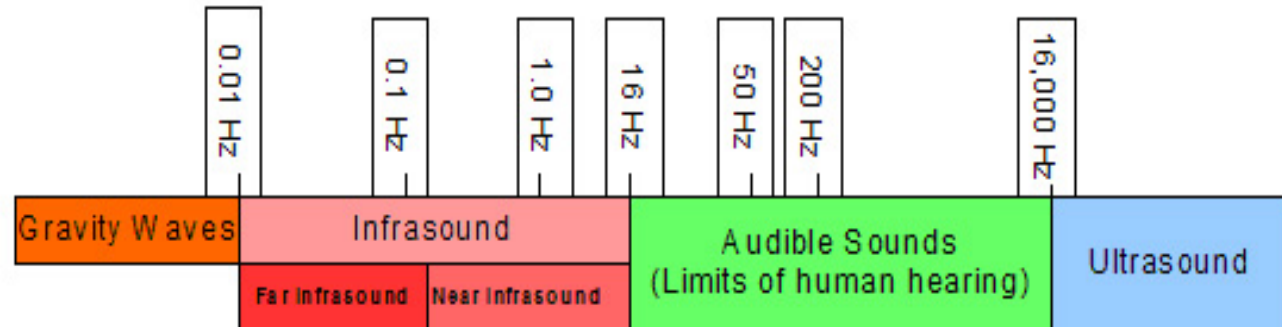 0.01 Hz
0.1 Hz
1.0 Hz
16 Hz
50 Hz
200 Hz
16,000 Hz
Gravity Waves
Infrasound
Audible Sounds
(Limits of human hearing)
Ultrasound
Far Infrasound
Near Infrasound